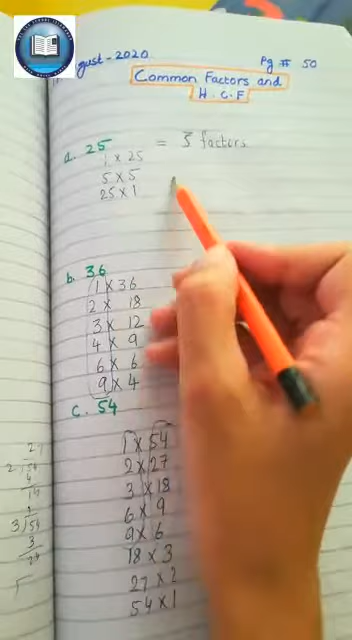 ugust-2020
Pg # 50
Common Factors and
H.C.F
a. 25 = 3 factors
1 × 25
5 × 5
25 × 1
b. 36
1 × 36
2 × 18
3 × 12
4 × 9
6 × 6
9 × 4
c. 54
1 × 54
2 × 27
3 × 18
6 × 9
9 × 6
18 × 3
27 × 2
54 × 1